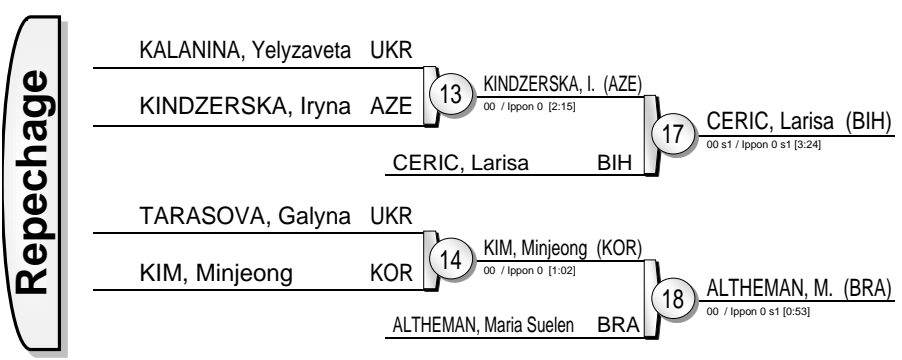 Repechage
KALANINA, Yelyzaveta UKR
KINDZERSKA, Iryna AZE
13
KINDZERSKA, I. (AZE)
00 / Ippon 0 [2:15]
CERIC, Larisa BIH
17
CERIC, Larisa (BIH)
00 s1 / Ippon 0 s1 [3:24]
TARASOVA, Galyna UKR
KIM, Minjeong KOR
14
KIM, Minjeong (KOR)
00 / Ippon 0 [1:02]
ALTHEMAN, Maria Suelen BRA
18
ALTHEMAN, M. (BRA)
00 / Ippon 0 s1 [0:53]